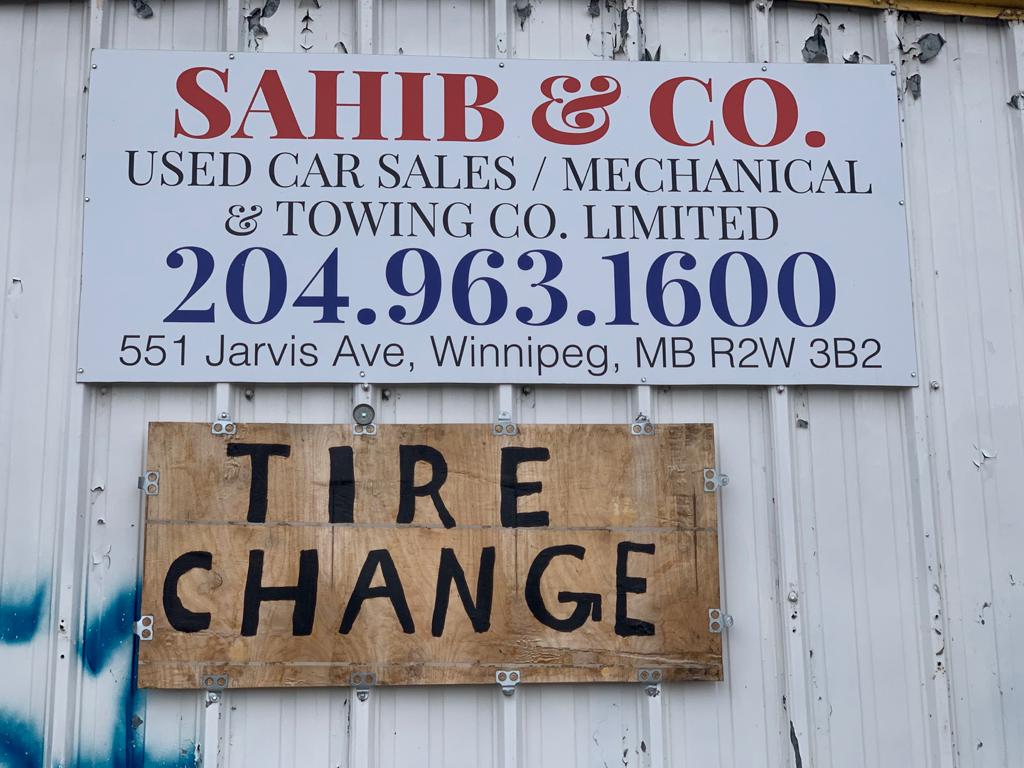 SAHIB & CO.
USED CAR SALES / MECHANICAL
& TOWING CO. LIMITED
204.963.1600
551 Jarvis Ave, Winnipeg, MB R2W 3B2
TIRE
CHANGE